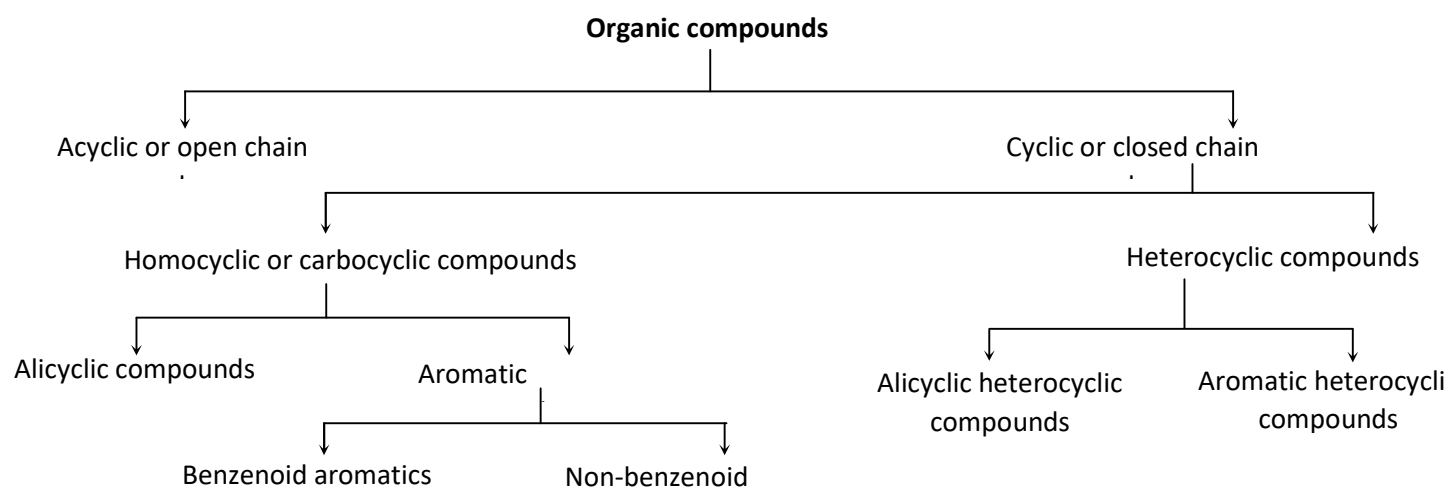 Organic compounds
Acyclic or open chain
Cyclic or closed chain
Homocyclic or carbocyclic compounds
Heterocyclic compounds
Alicyclic compounds
Aromatic
Alicyclic heterocyclic
compounds
Aromatic heterocycli
compounds
Benzenoid aromatics
Non-benzenoid